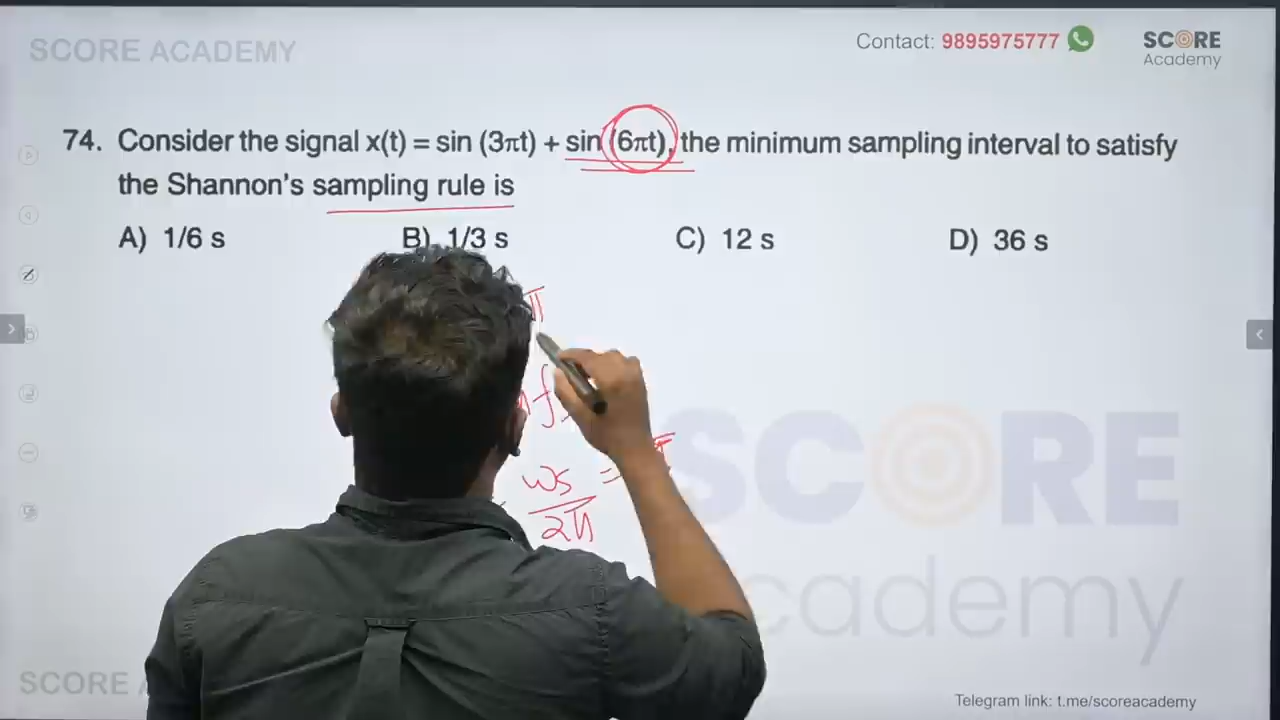 SCORE ACADEMY
Contact: 9895975777
SCORE
Academy
74. Consider the signal x(t) = sin (3πt) + sin (6πt), the minimum sampling interval to satisfy
the Shannon's sampling rule is
A) 1/6 s B) 1/3 s C) 12 s D) 36 s
π
f
ωs =
2π
SCORE
cademy
SCORE
Telegram link: t.me/scoreacademy